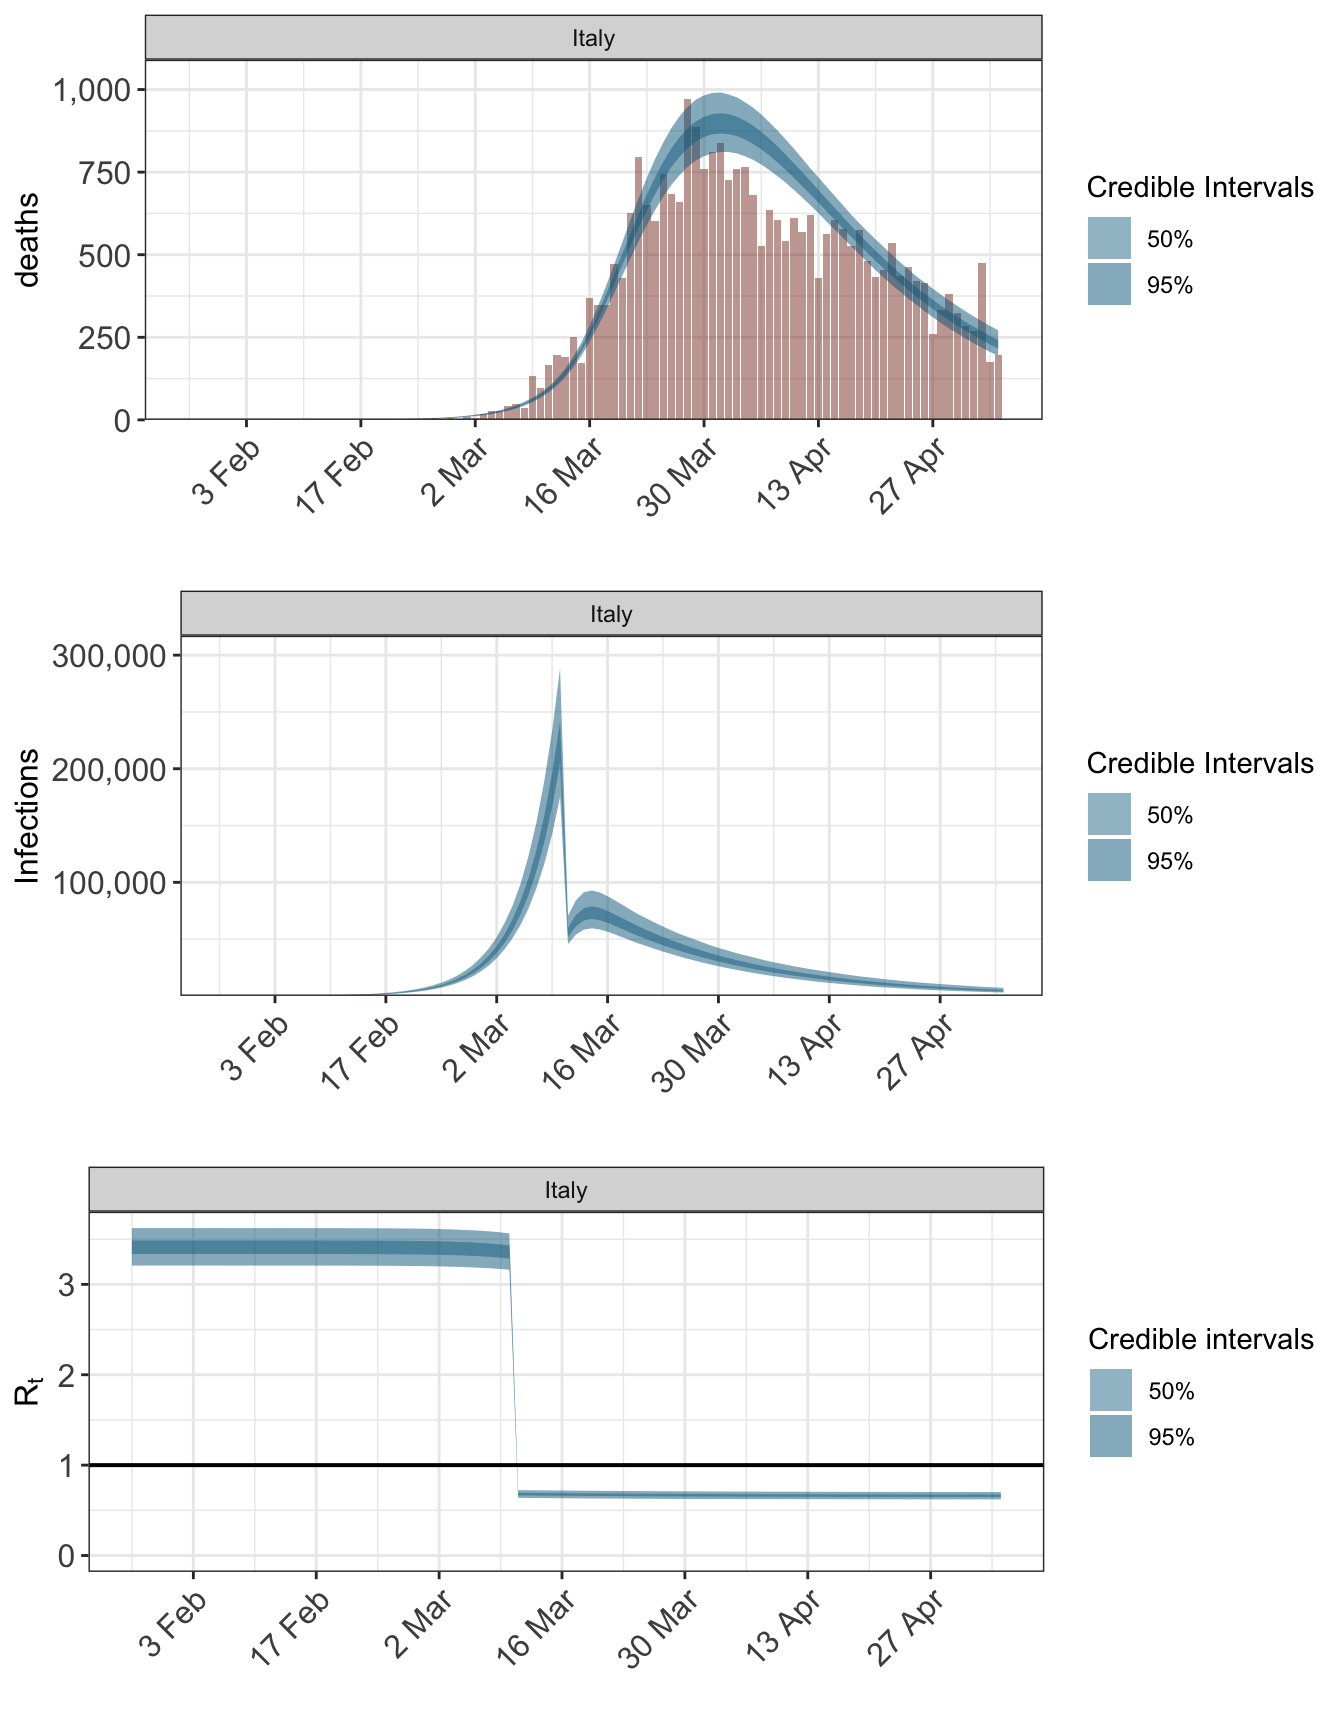 Italy
1,000
750
500
250
0
deaths
3 Feb
17 Feb
2 Mar
16 Mar
30 Mar
13 Apr
27 Apr
Credible Intervals
50%
95%
Italy
300,000
200,000
100,000
Infections
3 Feb
17 Feb
2 Mar
16 Mar
30 Mar
13 Apr
27 Apr
Credible Intervals
50%
95%
Italy
3
2
1
0
Rt
3 Feb
17 Feb
2 Mar
16 Mar
30 Mar
13 Apr
27 Apr
Credible intervals
50%
95%